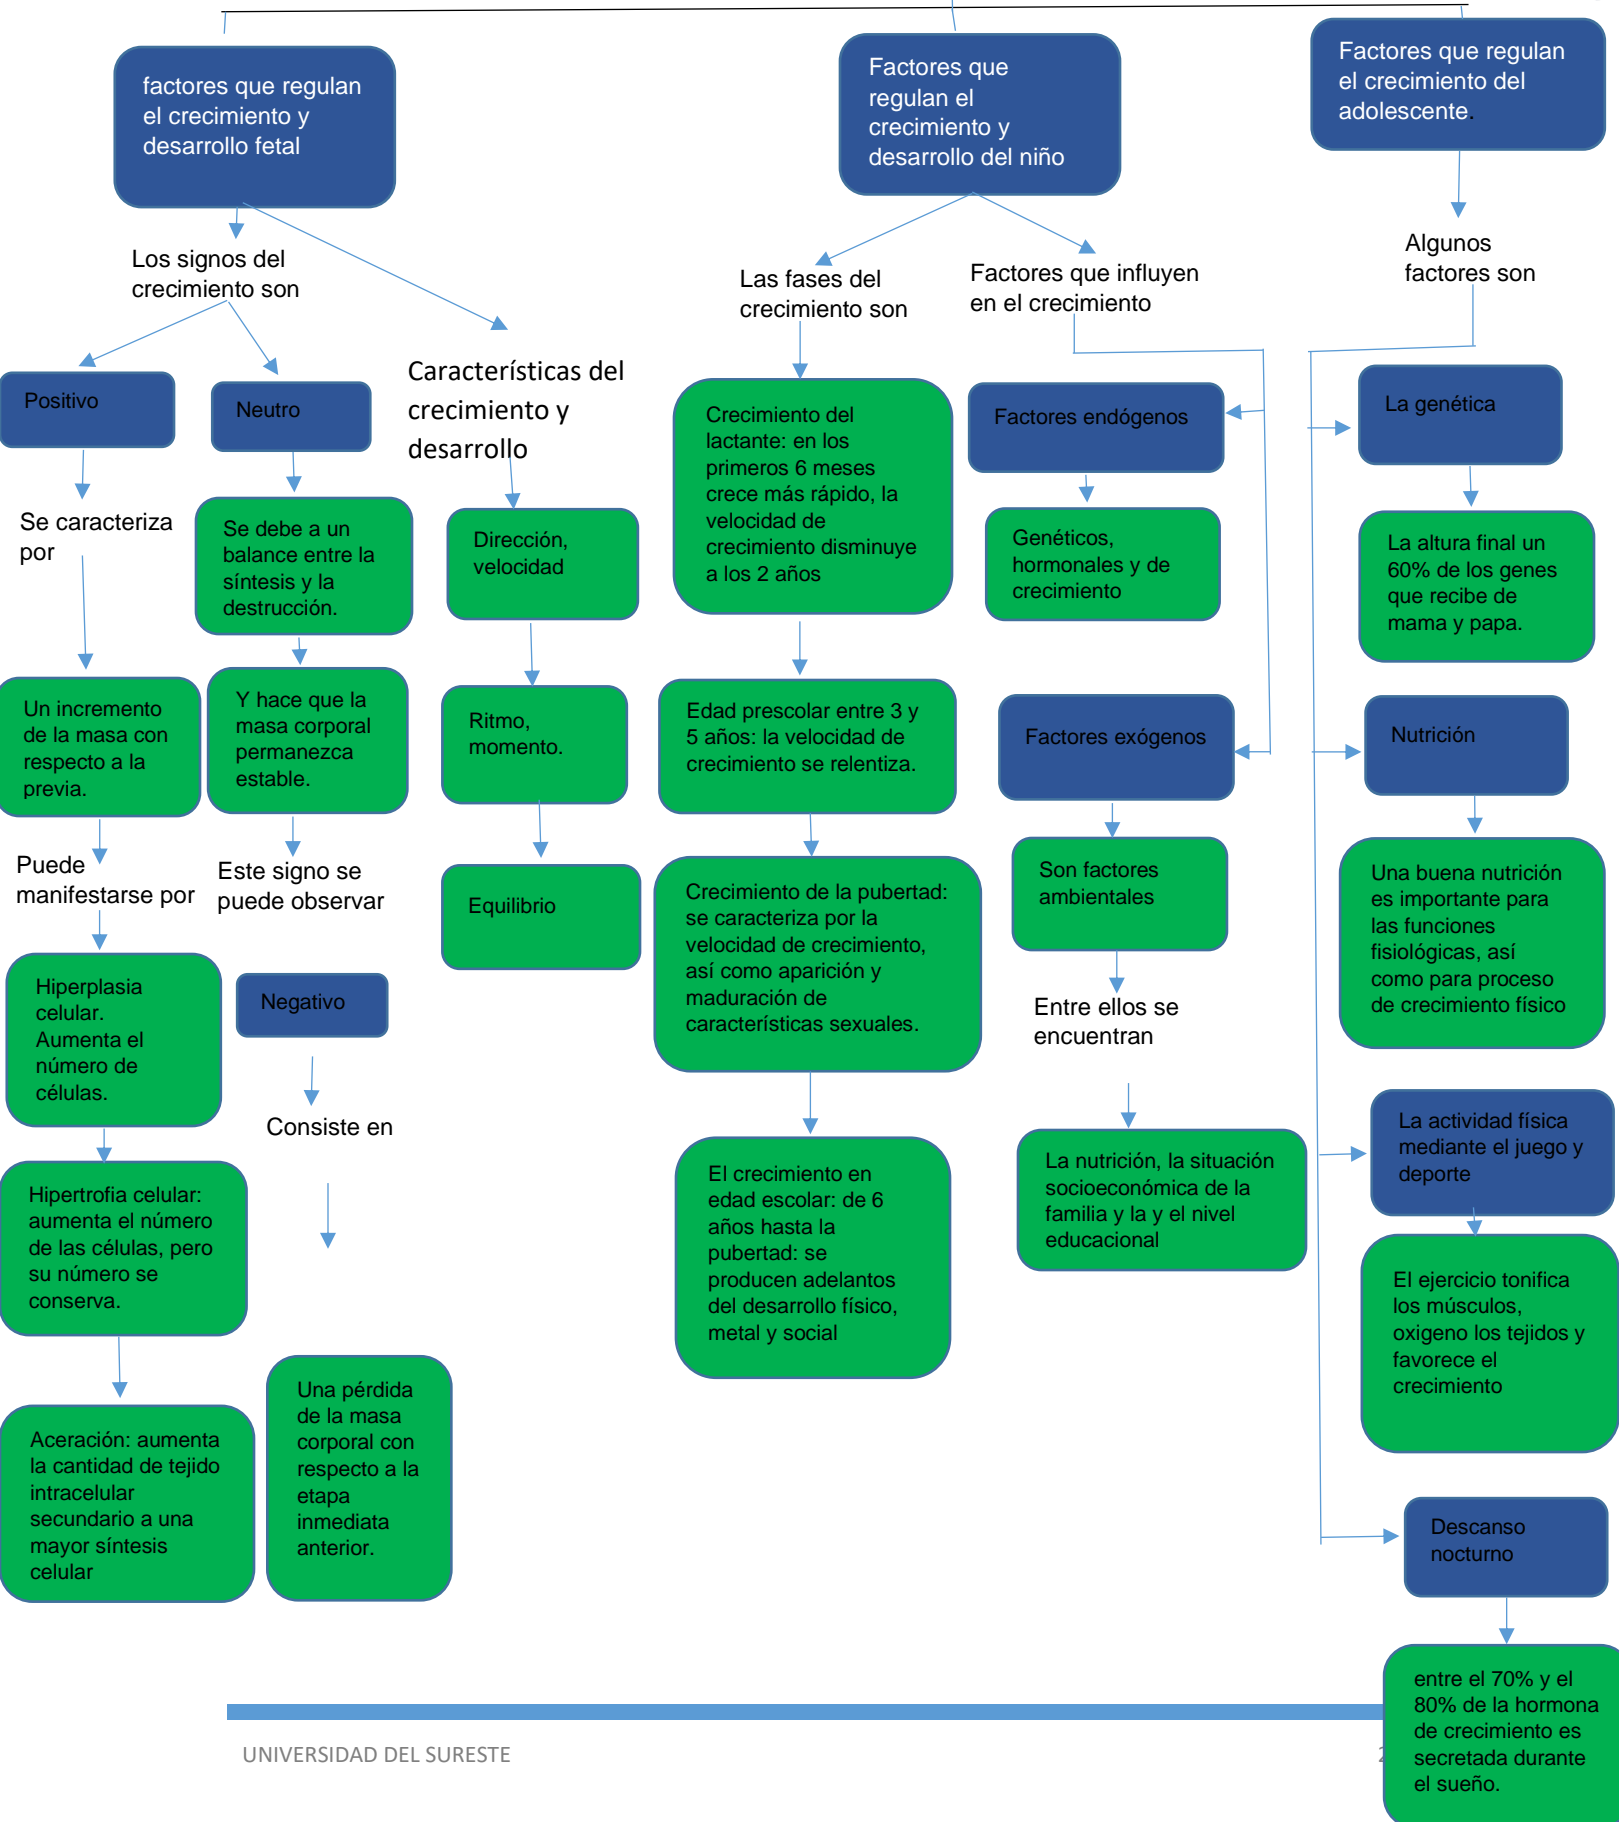 factores que regulan
el crecimiento y
desarrollo fetal
Los signos del
crecimiento son
Positivo
Se caracteriza
por
Un incremento
de la masa con
respecto a la
previa.
Puede
manifestarse por
Hiperplasia
celular.
Aumenta el
número de
células.
Hipertrofia celular:
aumenta el número
de las células, pero
su número se
conserva.
Aceración: aumenta
la cantidad de tejido
intracelular
secundario a una
mayor síntesis
celular
Neutro
Se debe a un
balance entre la
síntesis y la
destrucción.
Y hace que la
masa corporal
permanezca
estable.
Este signo se
puede observar
Negativo
Consiste en
Una pérdida
de la masa
corporal con
respecto a la
etapa
inmediata
anterior.
Características del
crecimiento y
desarrollo
Dirección,
velocidad
Ritmo,
momento.
Equilibrio
Factores que
regulan el
crecimiento y
desarrollo del niño
Las fases del
crecimiento son
Crecimiento del
lactante: en los
primeros 6 meses
crece más rápido, la
velocidad de
crecimiento disminuye
a los 2 años
Edad prescolar entre 3 y
5 años: la velocidad de
crecimiento se relentiza.
Crecimiento de la pubertad:
se caracteriza por la
velocidad de crecimiento,
así como aparición y
maduración de
características sexuales.
El crecimiento en
edad escolar: de 6
años hasta la
pubertad: se
producen adelantos
del desarrollo físico,
metal y social
Factores que influyen
en el crecimiento
Factores endógenos
Genéticos,
hormonales y de
crecimiento
Factores exógenos
Son factores
ambientales
Entre ellos se
encuentran
La nutrición, la situación
socioeconómica de la
familia y la y el nivel
educacional
Factores que regulan
el crecimiento del
adolescente.
Algunos
factores son
La genética
La altura final un
60% de los genes
que recibe de
mama y papa.
Nutrición
Una buena nutrición
es importante para
las funciones
fisiológicas, así
como para proceso
de crecimiento físico
La actividad física
mediante el juego y
deporte
El ejercicio tonifica
los músculos,
oxigeno los tejidos y
favorece el
crecimiento
Descanso
nocturno
entre el 70% y el
80% de la hormona
de crecimiento es
secretada durante
el sueño.
UNIVERSIDAD DEL SURESTE